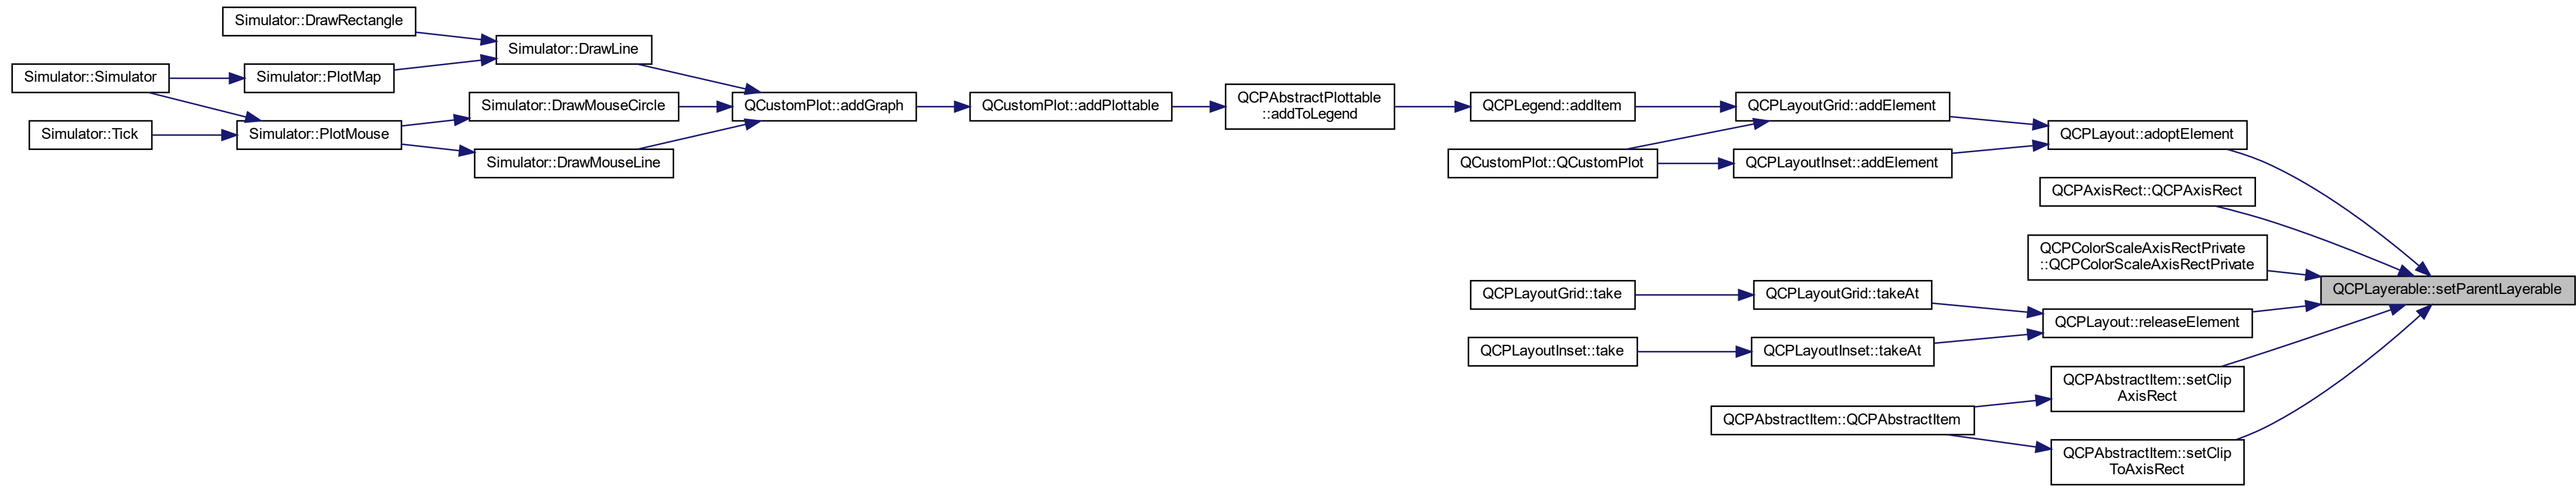 Simulator::DrawRectangle
Simulator::DrawLine
Simulator::Simulator
Simulator::PlotMap
Simulator::DrawMouseCircle
Simulator::Tick
Simulator::PlotMouse
Simulator::DrawMouseLine
QCustomPlot::addGraph
QCustomPlot::addPlottable
QCPAbstractPlottable
::addToLegend
QCPLegend::addItem
QCPLayoutGrid::addElement
QCustomPlot::QCustomPlot
QCPLayoutInset::addElement
QCPLayout::adoptElement
QCPAxisRect::QCPAxisRect
QCPColorScaleAxisRectPrivate
::QCPColorScaleAxisRectPrivate
QCPLayerable::setParentLayerable
QCPLayoutGrid::take
QCPLayoutGrid::takeAt
QCPLayout::releaseElement
QCPLayoutInset::take
QCPLayoutInset::takeAt
QCPAbstractItem::setClip
AxisRect
QCPAbstractItem::QCPAbstractItem
QCPAbstractItem::setClip
ToAxisRect